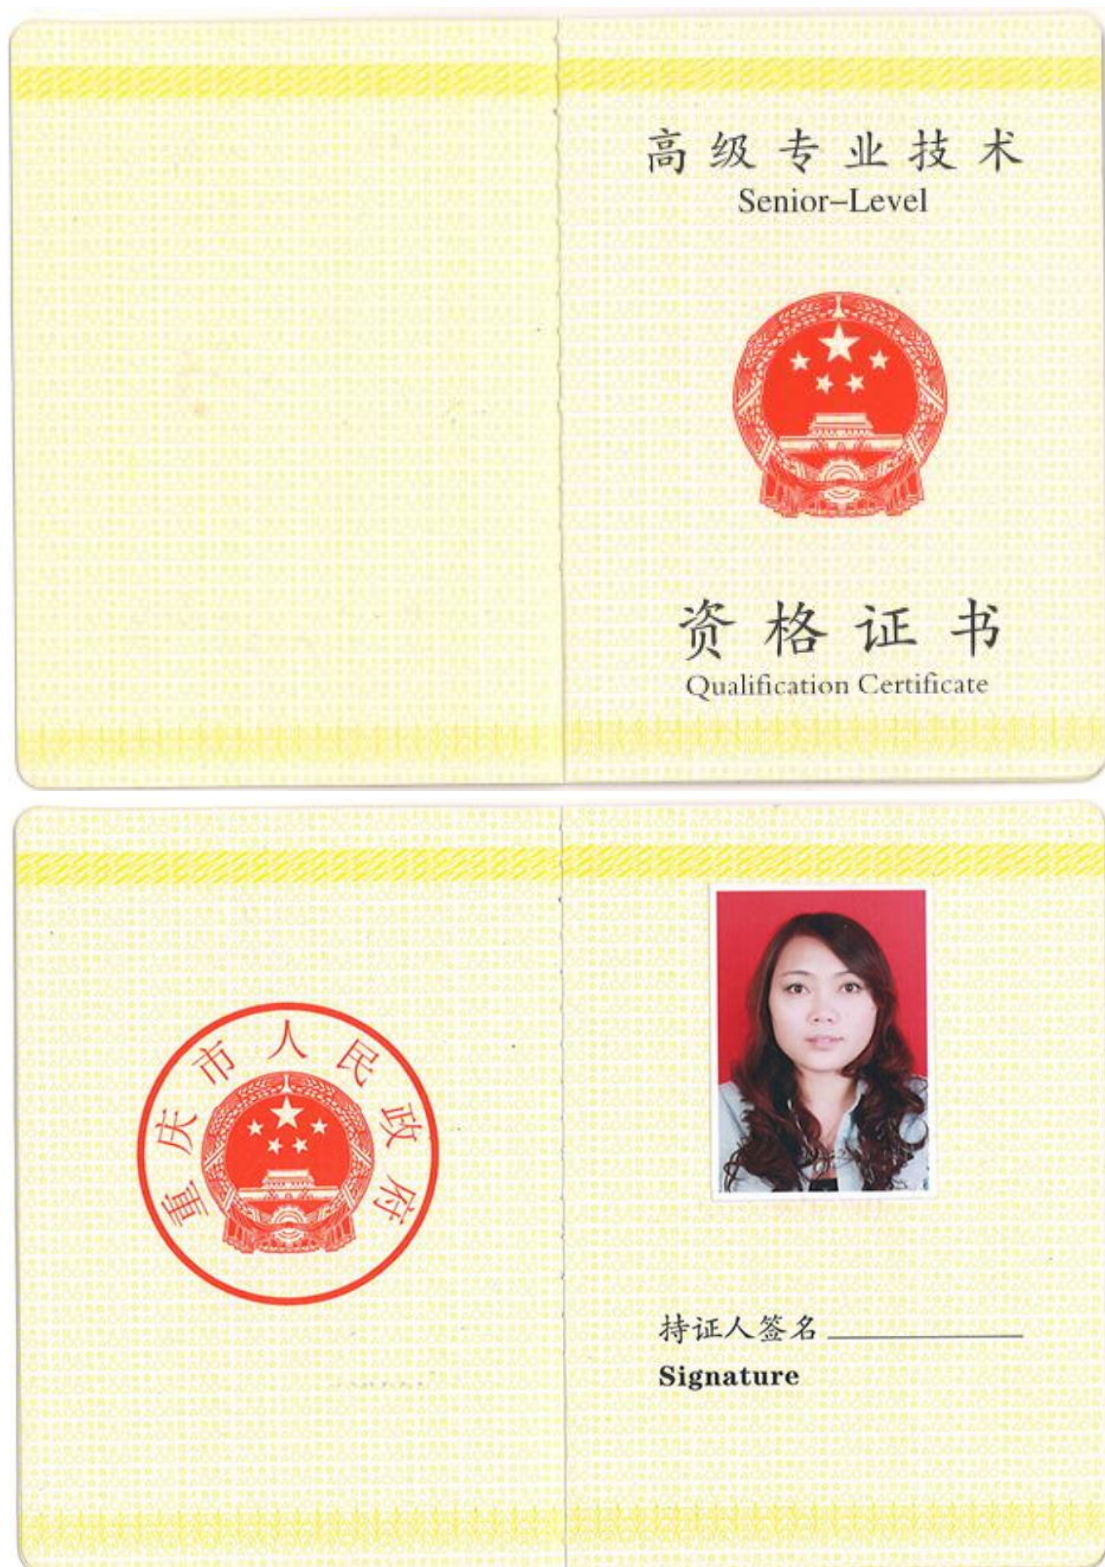 高级专业技术
Senior-Level
资格证书
Qualification Certificate
重庆市人民政府
持证人签名
Signature